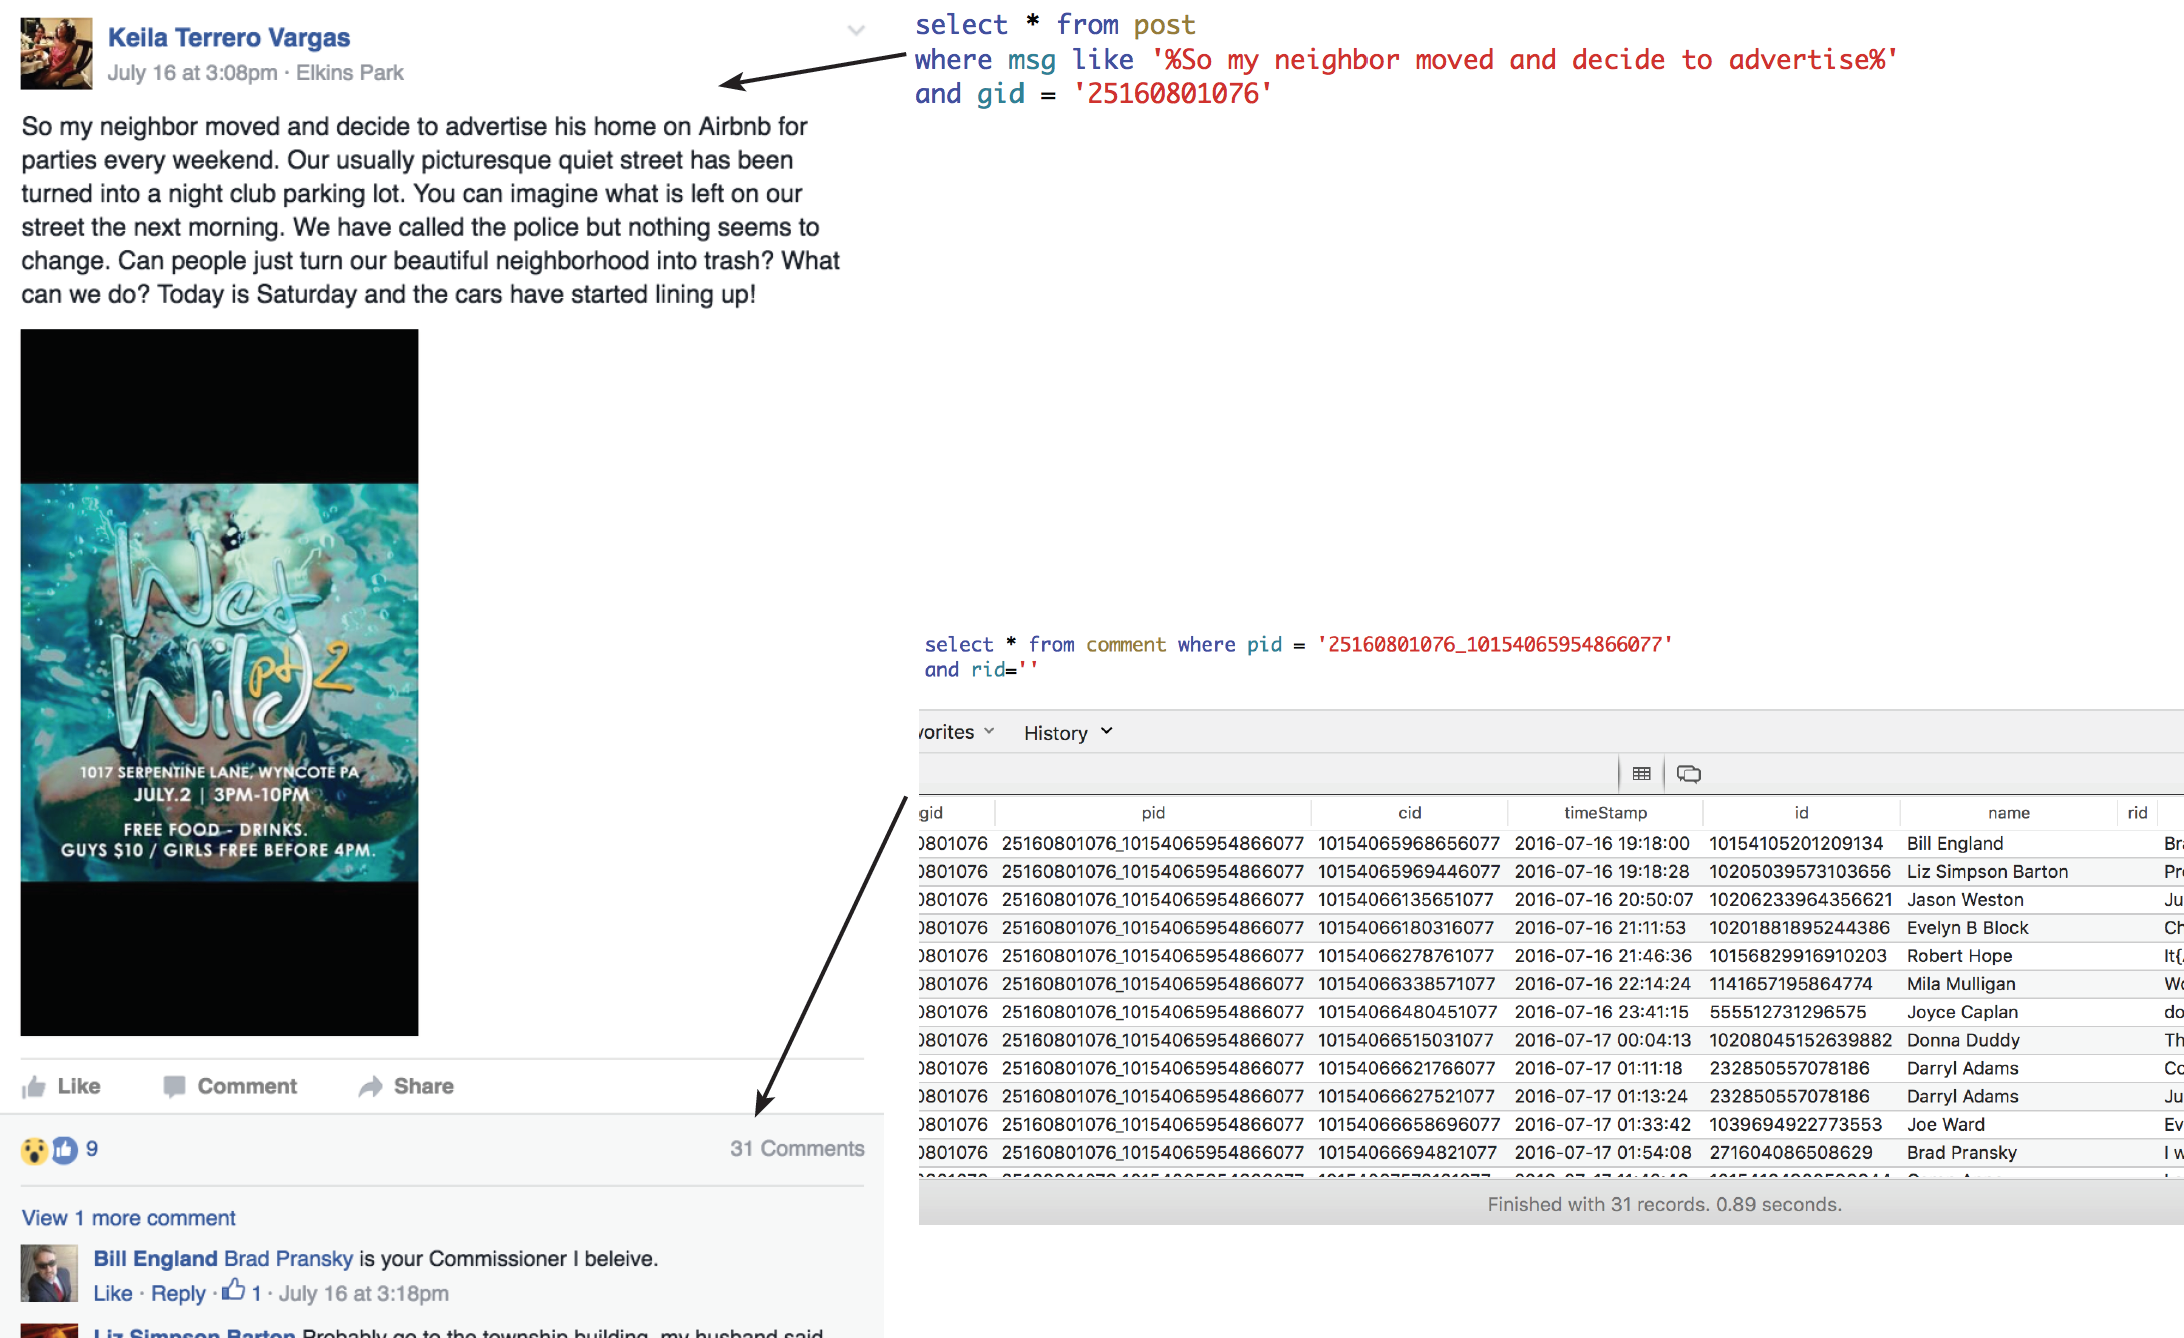 Keila Terrero Vargas
July 16 at 3:08pm · Elkins Park
So my neighbor moved and decide to advertise his home on Airbnb for
parties every weekend. Our usually picturesque quiet street has been
turned into a night club parking lot. You can imagine what is left on our
street the next morning. We have called the police but nothing seems to
change. Can people just turn our beautiful neighborhood into trash? What
can we do? Today is Saturday and the cars have started lining up!
Wet
Wild pt 2
1017 SERPENTINE LANE, WYNCOTE PA
JULY.2 | 3PM-10PM
FREE FOOD - DRINKS.
GUYS $10 / GIRLS FREE BEFORE 4PM.
Like Comment Share
9 31 Comments
View 1 more comment
Bill England Brad Pransky is your Commissioner I beleive.
Like · Reply · 1 · July 16 at 3:18pm
Liz Simpson Barton Probably go to the township building, my husband said
select * from post
where msg like '%So my neighbor moved and decide to advertise%'
and gid = '25160801076'
select * from comment where pid = '25160801076_10154065954866077'
and rid=''
vorites History
gid pid cid timeStamp id name rid
0801076 25160801076_10154065954866077 10154065968656077 2016-07-16 19:18:00 10154105201209134 Bill England Bra
0801076 25160801076_10154065954866077 10154065969446077 2016-07-16 19:18:28 10205039573103656 Liz Simpson Barton Pro
0801076 25160801076_10154065954866077 10154066135651077 2016-07-16 20:50:07 10206233964356621 Jason Weston Ju
0801076 25160801076_10154065954866077 10154066180316077 2016-07-16 21:11:53 10201881895244386 Evelyn B Block Ch
0801076 25160801076_10154065954866077 10154066278761077 2016-07-16 21:46:36 10156829916910203 Robert Hope It{
0801076 25160801076_10154065954866077 10154066338571077 2016-07-16 22:14:24 1141657195864774 Mila Mulligan Wo
0801076 25160801076_10154065954866077 10154066480451077 2016-07-16 23:41:15 555512731296575 Joyce Caplan do
0801076 25160801076_10154065954866077 10154066515031077 2016-07-17 00:04:13 10208045152639882 Donna Duddy Th
0801076 25160801076_10154065954866077 10154066621766077 2016-07-17 01:11:18 232850557078186 Darryl Adams Co
0801076 25160801076_10154065954866077 10154066627521077 2016-07-17 01:13:24 232850557078186 Darryl Adams Ju
0801076 25160801076_10154065954866077 10154066658696077 2016-07-17 01:33:42 1039694922773553 Joe Ward Ev
0801076 25160801076_10154065954866077 10154066694821077 2016-07-17 01:54:08 271604086508629 Brad Pransky I w
Finished with 31 records. 0.89 seconds.